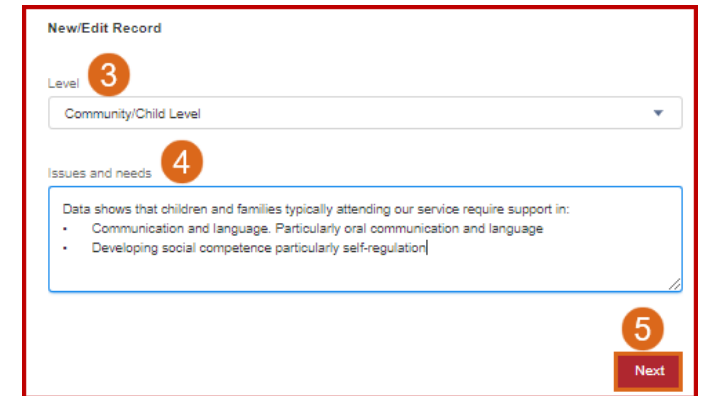 New/Edit Record
Level 3
Community/Child Level
Issues and needs 4
Data shows that children and families typically attending our service require support in:
• Communication and language. Particularly oral communication and language
• Developing social competence particularly self-regulation
5
Next